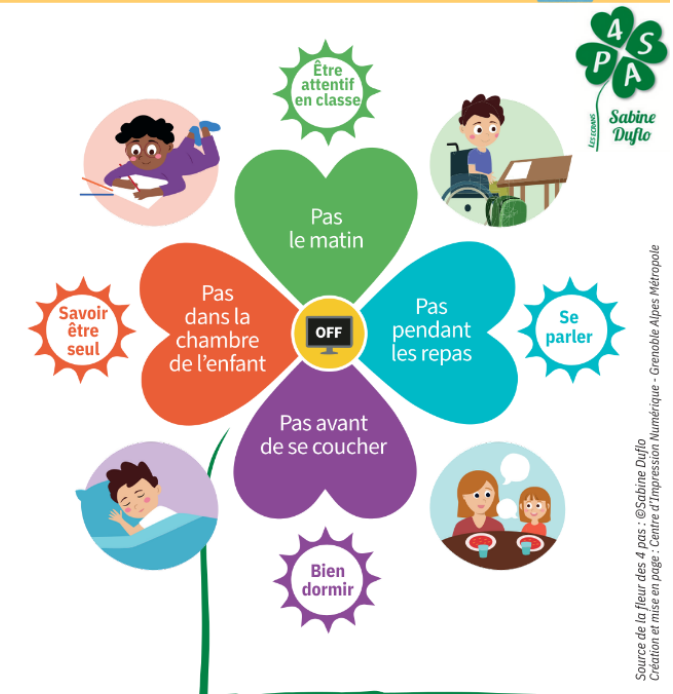 Être
attentif
en classe
4 PAS
LES ECRANS
Sabine
Duflo
Pas
le matin
Savoir
être
seul
Pas
dans la
chambre
de l'enfant
OFF
Pas
pendant
les repas
Se
parler
Pas avant
de se coucher
Bien
dormir
Source de la fleur des 4 pas : ©Sabine Duflo
Création et mise en page : Centre d'Impression Numérique - Grenoble Alpes Métropole